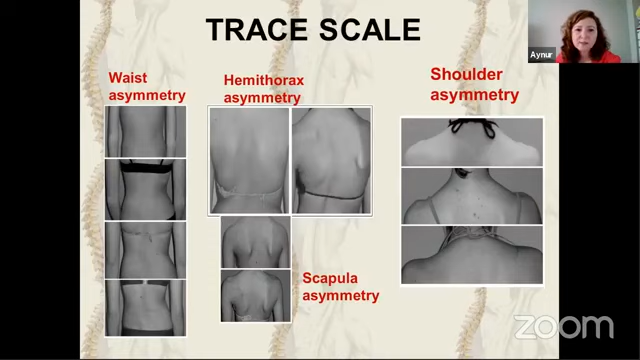 TRACE SCALE
Aynur
Waist
asymmetry
Hemithorax
asymmetry
Shoulder
asymmetry
Scapula
asymmetry
zoom